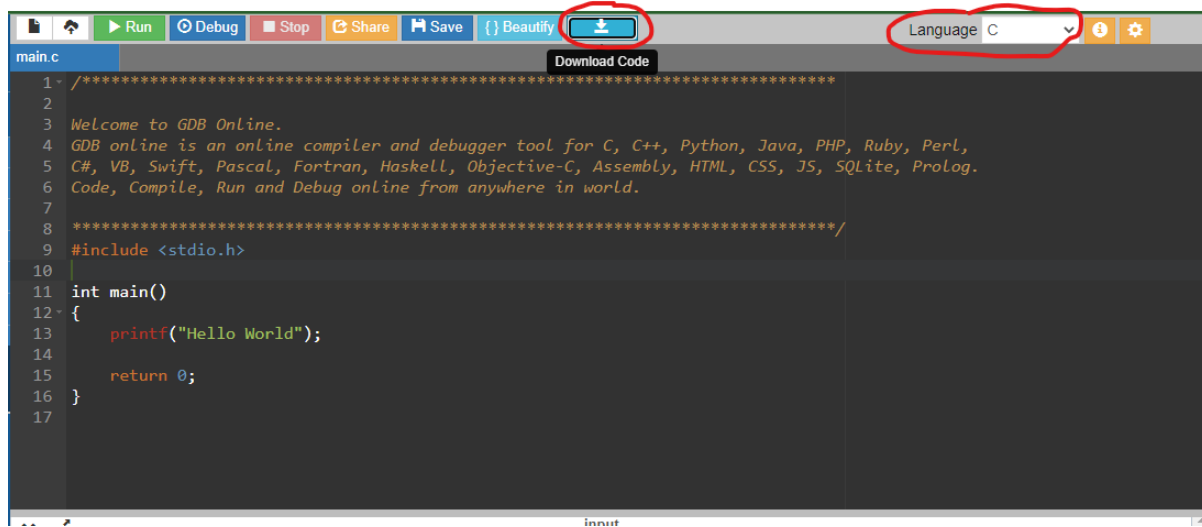 Run Debug Stop Share Save { } Beautify Language C
main.c Download Code
1 /******************************************************************************
2
3 Welcome to GDB Online.
4 GDB online is an online compiler and debugger tool for C, C++, Python, Java, PHP, Ruby, Perl,
5 C#, VB, Swift, Pascal, Fortran, Haskell, Objective-C, Assembly, HTML, CSS, JS, SQLite, Prolog.
6 Code, Compile, Run and Debug online from anywhere in world.
7
8 *******************************************************************************/
9 #include <stdio.h>
10
11 int main()
12 {
13 printf("Hello World");
14
15 return 0;
16 }
17
input